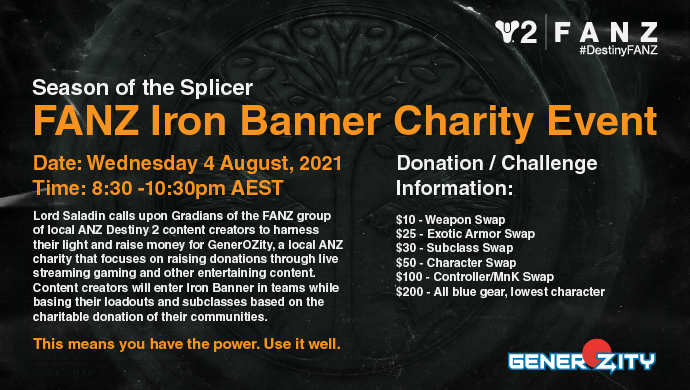 2 FANZ
#DestinyFANZ
Season of the Splicer
FANZ Iron Banner Charity Event
Date: Wednesday 4 August, 2021
Time: 8:30 -10:30pm AEST
Lord Saladin calls upon Gradians of the FANZ group
of local ANZ Destiny 2 content creators to harness
their light and raise money for GenerOZity, a local ANZ
charity that focuses on raising donations through live
streaming gaming and other entertaining content.
Content creators will enter Iron Banner in teams while
basing their loadouts and subclasses based on the
charitable donation of their communities.
This means you have the power. Use it well.
Donation / Challenge
Information:
$10 - Weapon Swap
$25 - Exotic Armor Swap
$30 - Subclass Swap
$50 - Character Swap
$100 - Controller/MnK Swap
$200 - All blue gear, lowest character
GENEROZITY